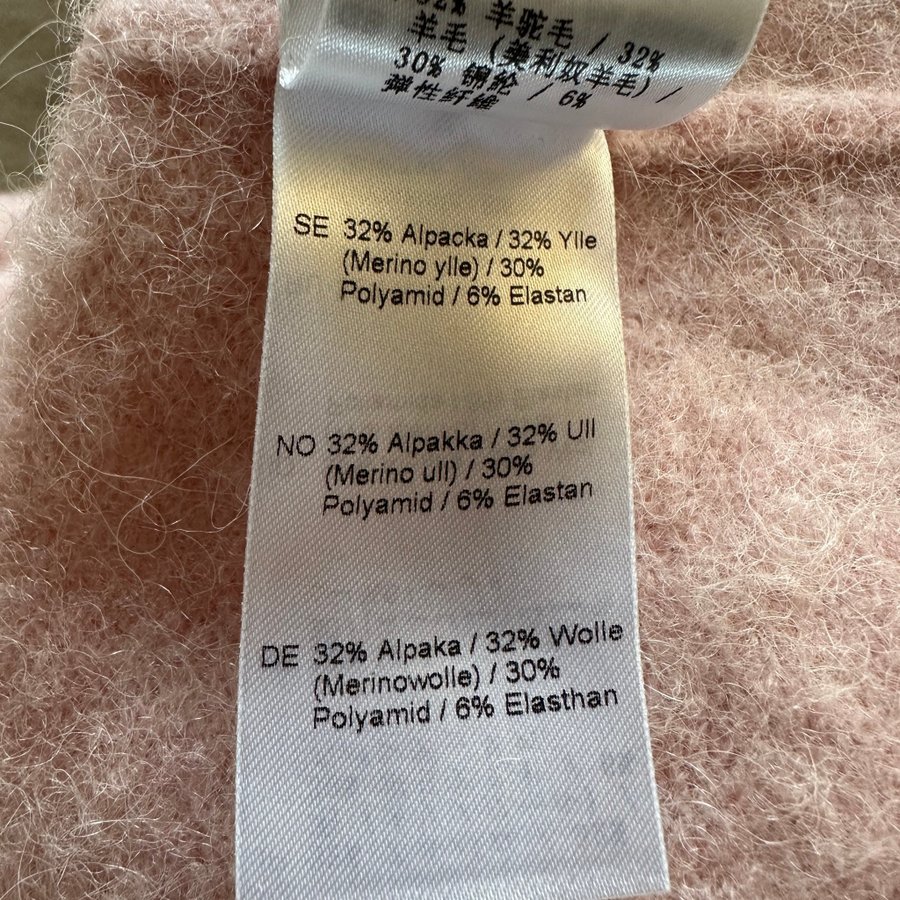 32% 羊驼毛 / 32%
羊毛 (美利奴羊毛) /
30% 锦纶 / 6%
弹性纤维
SE 32% Alpacka / 32% Ylle
(Merino ylle) / 30%
Polyamid / 6% Elastan
NO 32% Alpakka / 32% Ull
(Merino ull) / 30%
Polyamid / 6% Elastan
DE 32% Alpaka / 32% Wolle
(Merinowolle) / 30%
Polyamid / 6% Elasthan